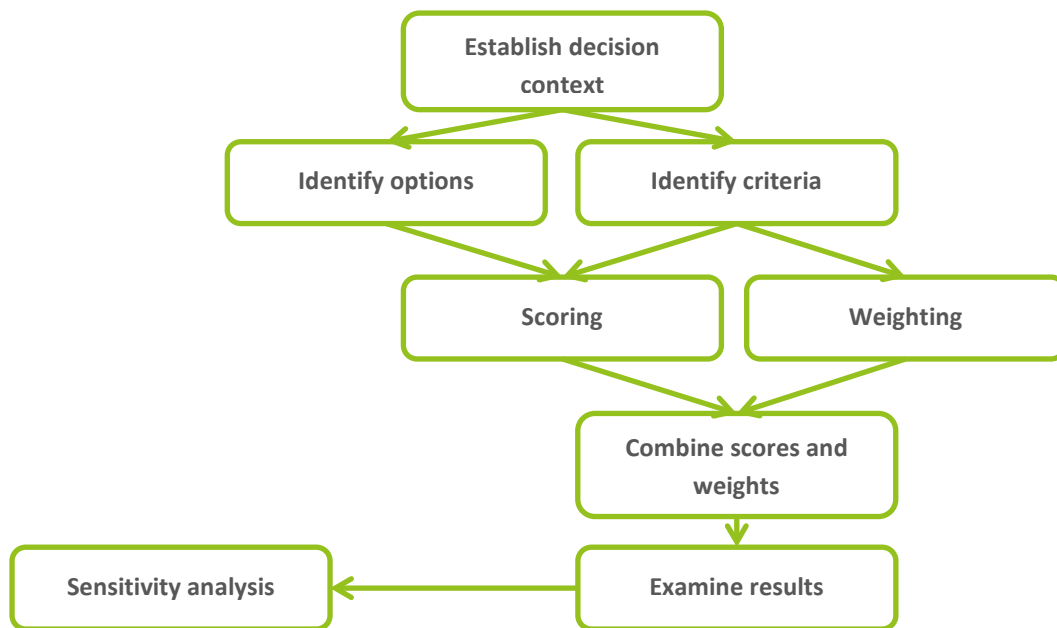 Establish decision
context
Identify options
Identify criteria
Scoring
Weighting
Combine scores and
weights
Sensitivity analysis
Examine results